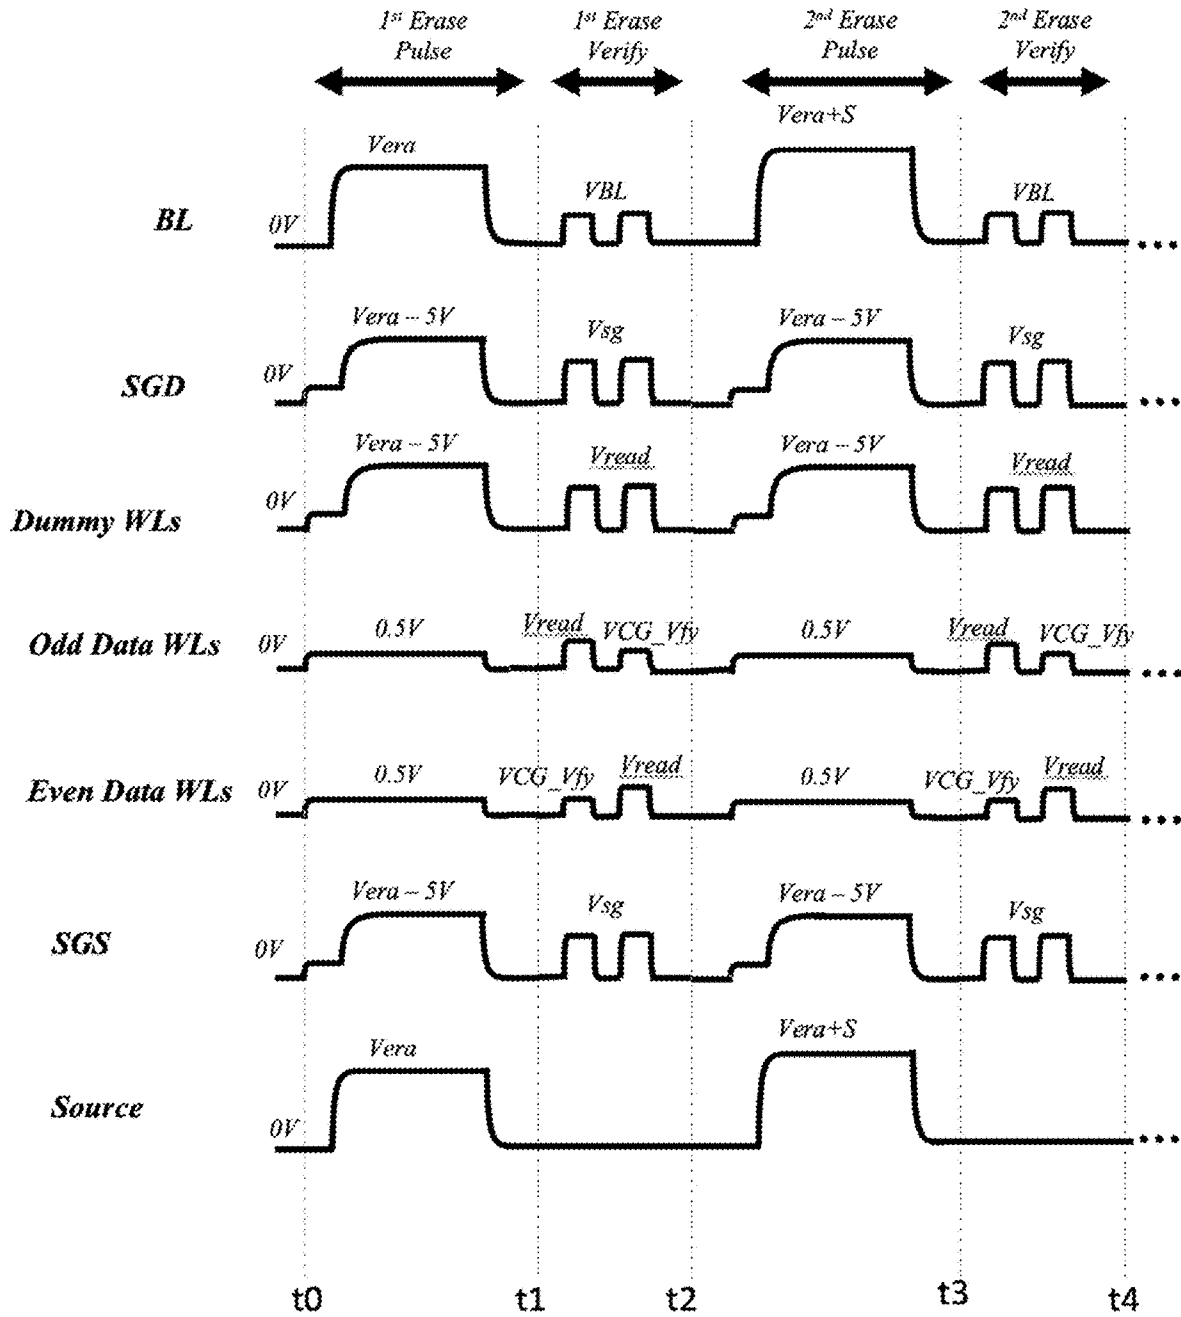 1st Erase Pulse
1st Erase Verify
2nd Erase Pulse
2nd Erase Verify
BL 0V Vera VBL Vera+S VBL
SGD 0V Vera – 5V Vsg Vera – 5V Vsg
Dummy WLs 0V Vera – 5V Vread Vera – 5V Vread
Odd Data WLs 0V 0.5V Vread VCG_Vfy 0.5V Vread VCG_Vfy
Even Data WLs 0V 0.5V VCG_Vfy Vread 0.5V VCG_Vfy Vread
SGS 0V Vera – 5V Vsg Vera – 5V Vsg
Source 0V Vera Vera+S
t0 t1 t2 t3 t4